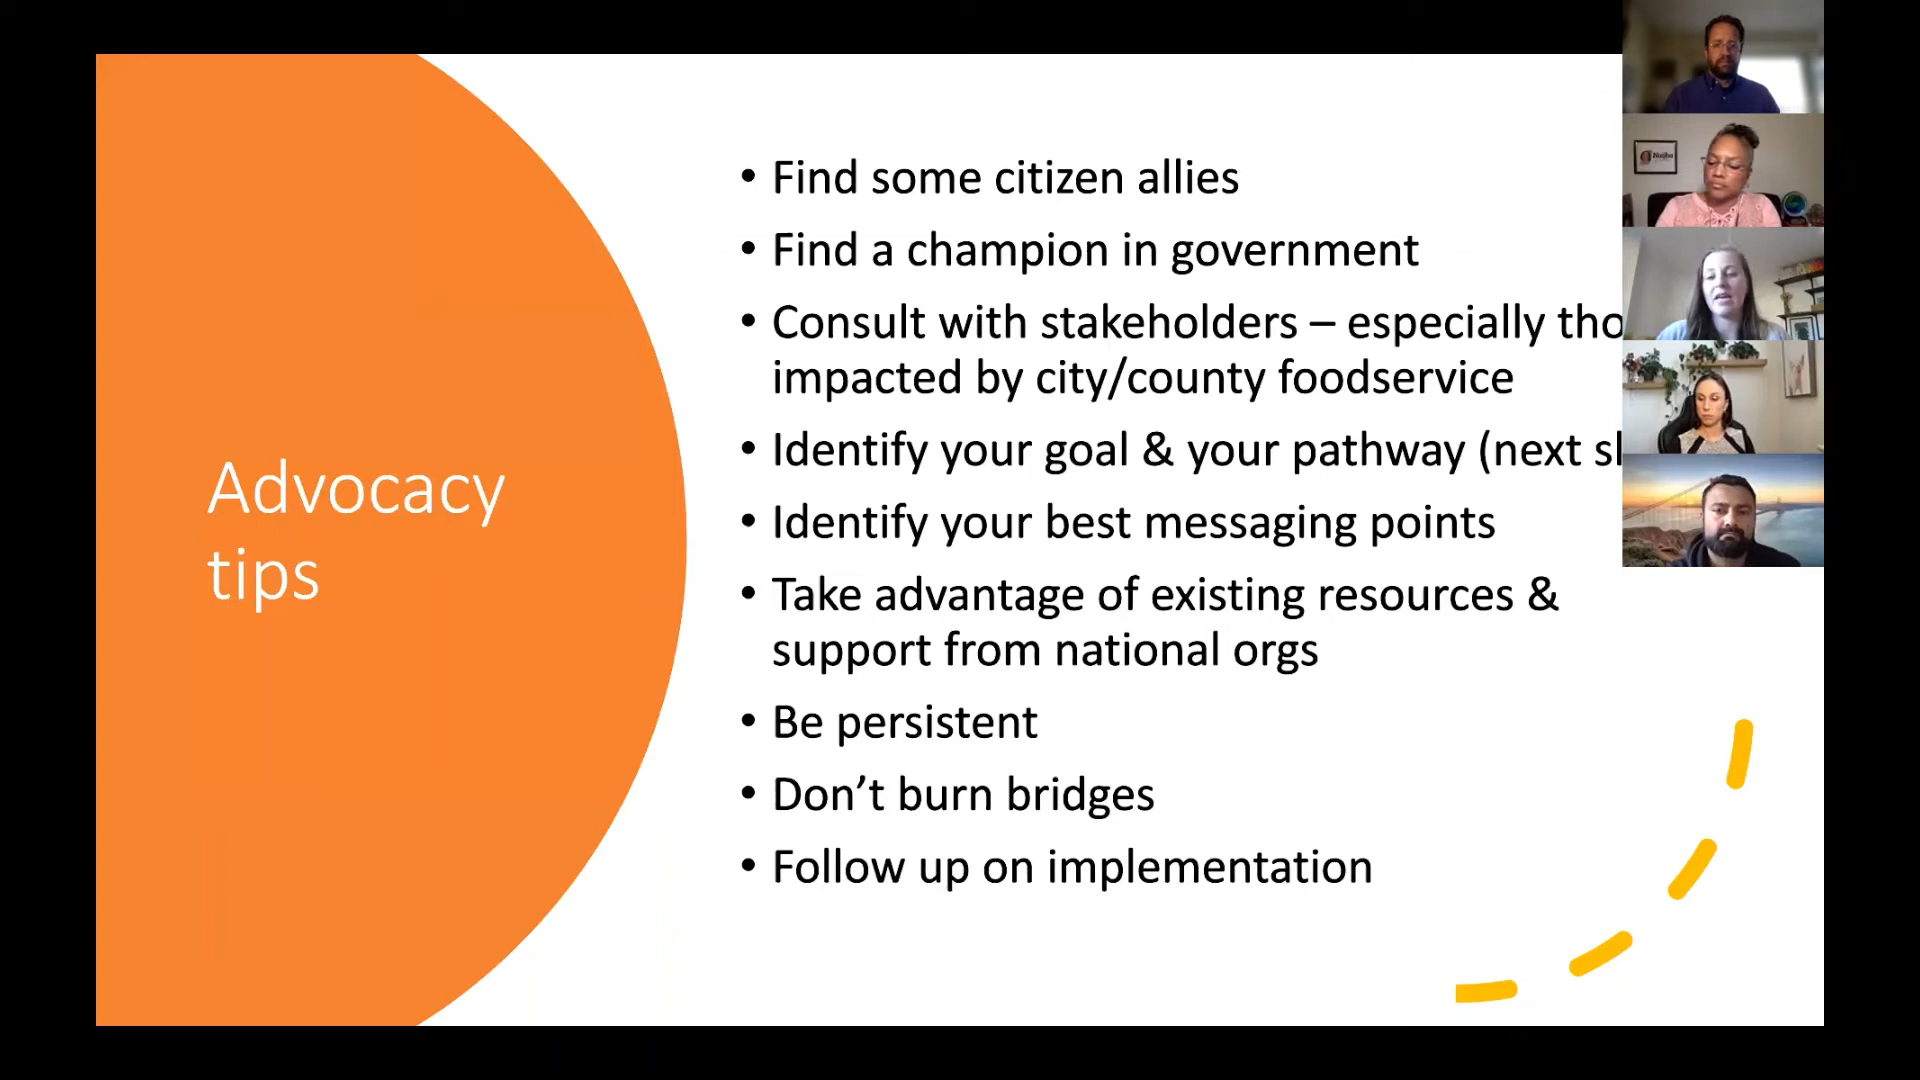 Advocacy
tips
• Find some citizen allies
• Find a champion in government
• Consult with stakeholders – especially
impacted by city/county foodservice
• Identify your goal & your pathway (next
• Identify your best messaging points
• Take advantage of existing resources &
support from national orgs
• Be persistent
• Don’t burn bridges
• Follow up on implementation